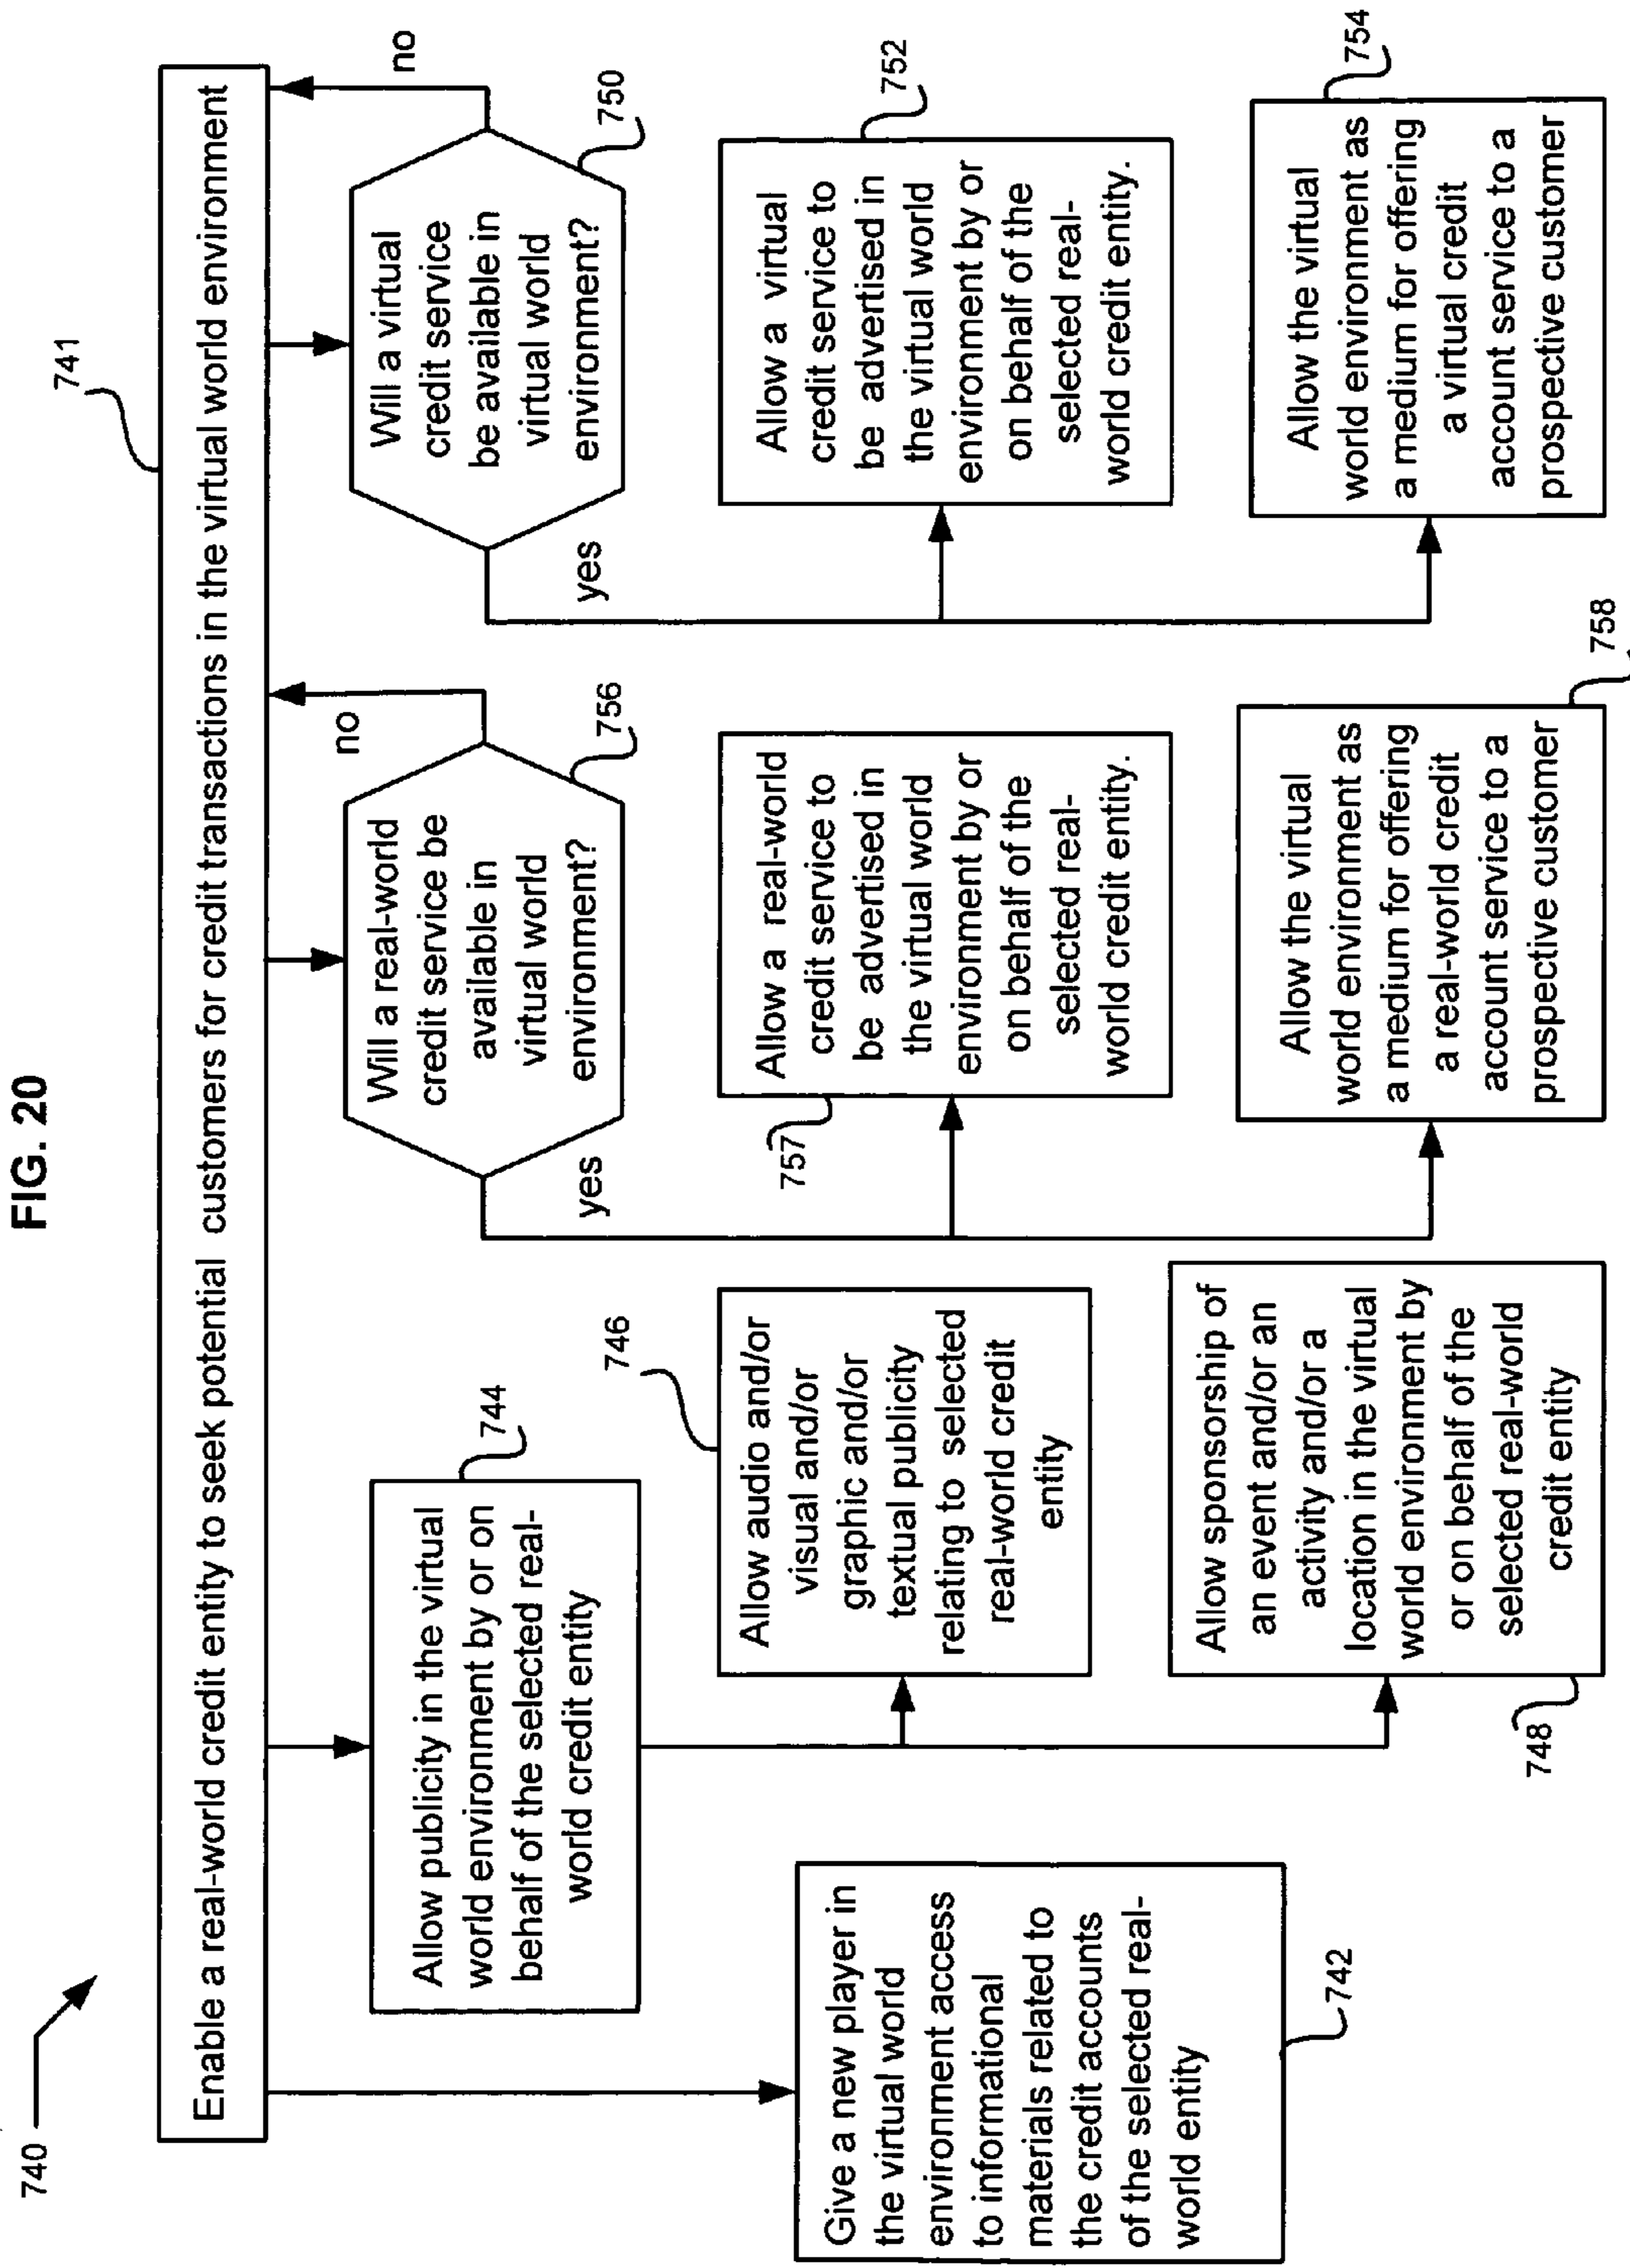 FIG. 20
740
741
Enable a real-world credit entity to seek potential customers for credit transactions in the virtual world environment
Give a new player in
the virtual world
environment access
to informational
materials related to
the credit accounts
of the selected real-
world entity
742
Allow publicity in the virtual
world environment by or on
behalf of the selected real-
world credit entity
744
Allow audio and/or
visual and/or
graphic and/or
textual publicity
relating to selected
real-world credit
entity
746
Allow sponsorship of
an event and/or an
activity and/or a
location in the virtual
world environment by
or on behalf of the
selected real-world
credit entity
748
Will a real-world
credit service be
available in
virtual world
environment?
756
no
yes
Allow a real-world
credit service to
be advertised in
the virtual world
environment by or
on behalf of the
selected real-
world credit entity.
757
Allow the virtual
world environment as
a medium for offering
a real-world credit
account service to a
prospective customer
758
Will a virtual
credit service
be available in
virtual world
environment?
750
no
yes
Allow a virtual
credit service to
be advertised in
the virtual world
environment by or
on behalf of the
selected real-
world credit entity.
752
Allow the virtual
world environment as
a medium for offering
a virtual credit
account service to a
prospective customer
754